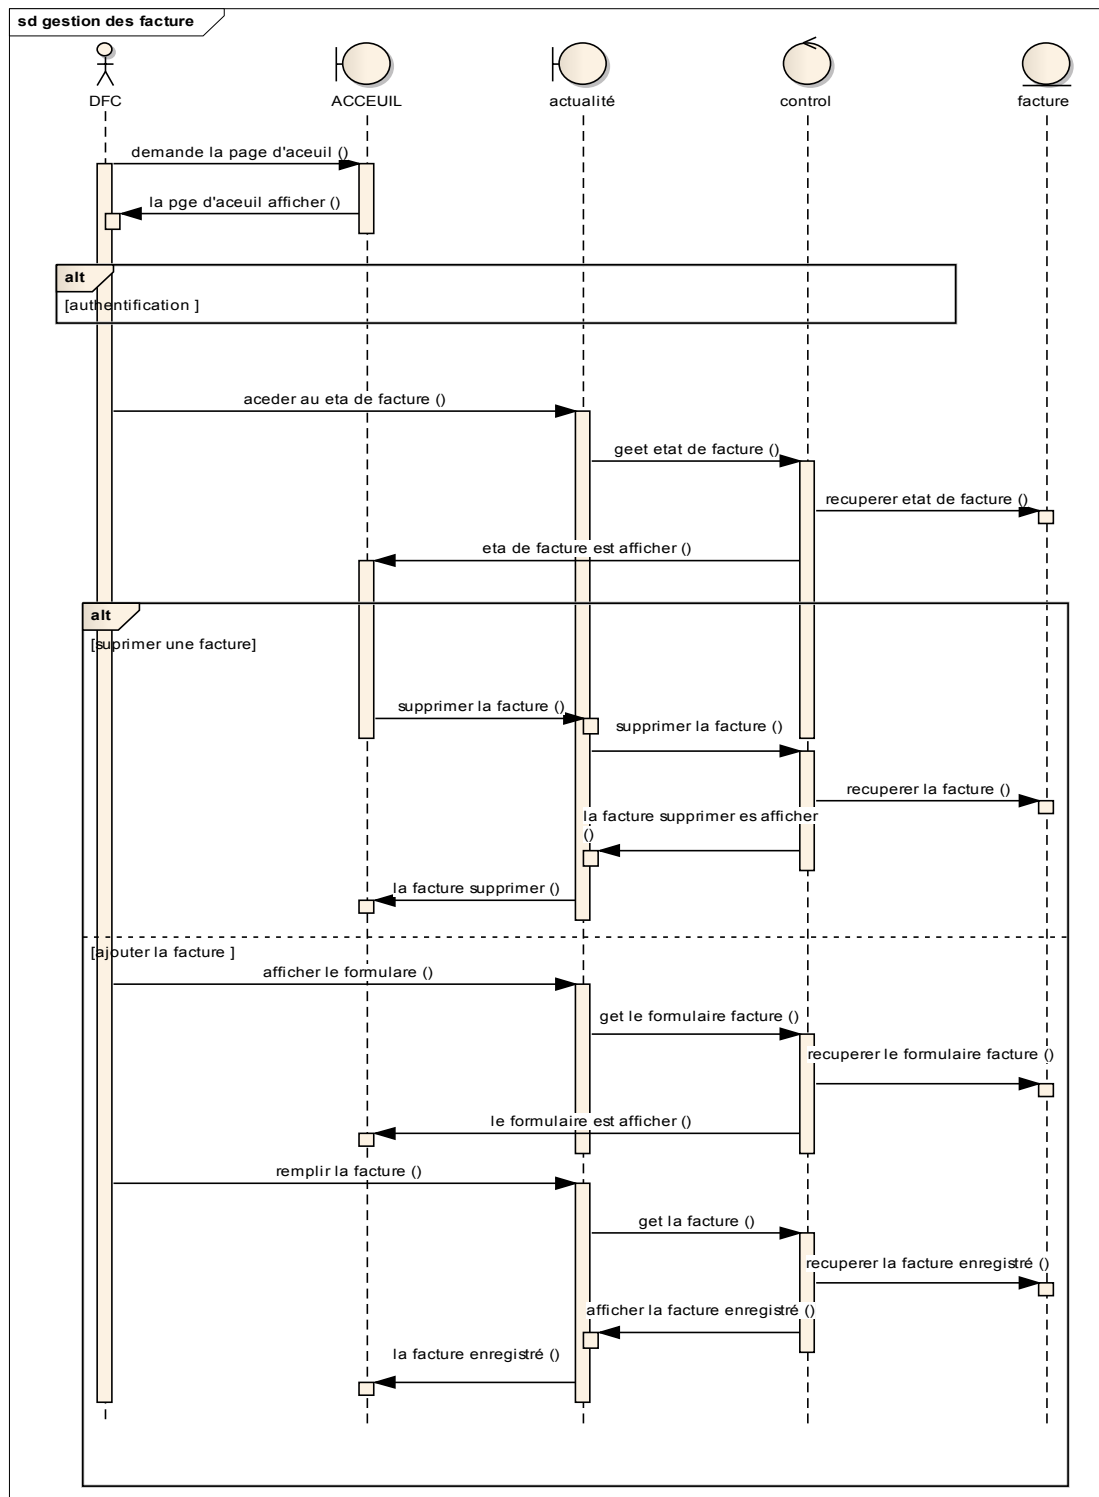 sd gestion des facture
DFC
ACCEUIL
actualité
control
facture
demande la page d'aceuil ()
la pge d'aceuil afficher ()
alt
[authentification ]
aceder au eta de facture ()
geet etat de facture ()
recuperer etat de facture ()
eta de facture est afficher ()
alt
[suprimer une facture]
supprimer la facture ()
supprimer la facture ()
recuperer la facture ()
la facture supprimer es afficher
()
la facture supprimer ()
[ajouter la facture ]
afficher le formulare ()
get le formulaire facture ()
recuperer le formulaire facture ()
le formulaire est afficher ()
remplir la facture ()
get la facture ()
recuperer la facture enregistré ()
afficher la facture enregistré ()
la facture enregistré ()